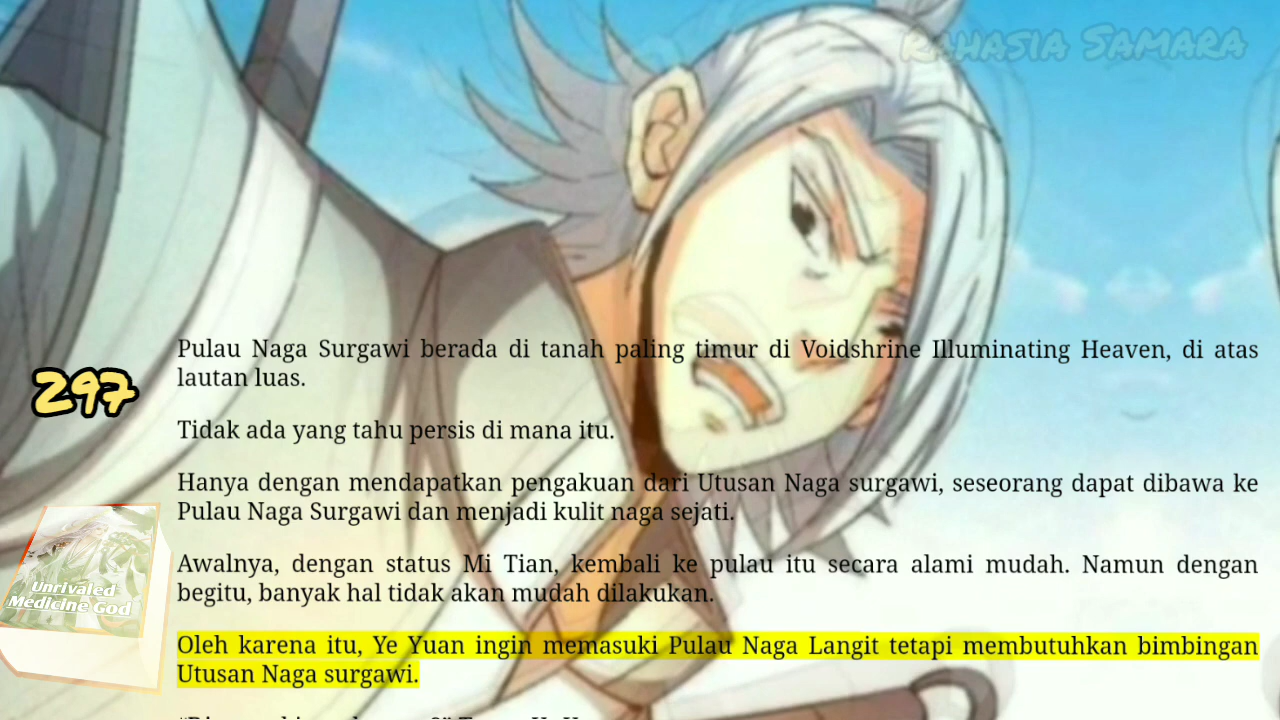 RAHASIA SAMARA
Pulau Naga Surgawi berada di tanah paling timur di Voidshrine Illuminating Heaven, di atas
lautan luas.
297
Tidak ada yang tahu persis di mana itu.
Hanya dengan mendapatkan pengakuan dari Utusan Naga surgawi, seseorang dapat dibawa ke
Pulau Naga Surgawi dan menjadi kulit naga sejati.
Awalnya, dengan status Mi Tian, kembali ke pulau itu secara alami mudah. Namun dengan
begitu, banyak hal tidak akan mudah dilakukan.
Unrivaled
Medicine God
Oleh karena itu, Ye Yuan ingin memasuki Pulau Naga Langit tetapi membutuhkan bimbingan
Utusan Naga surgawi.